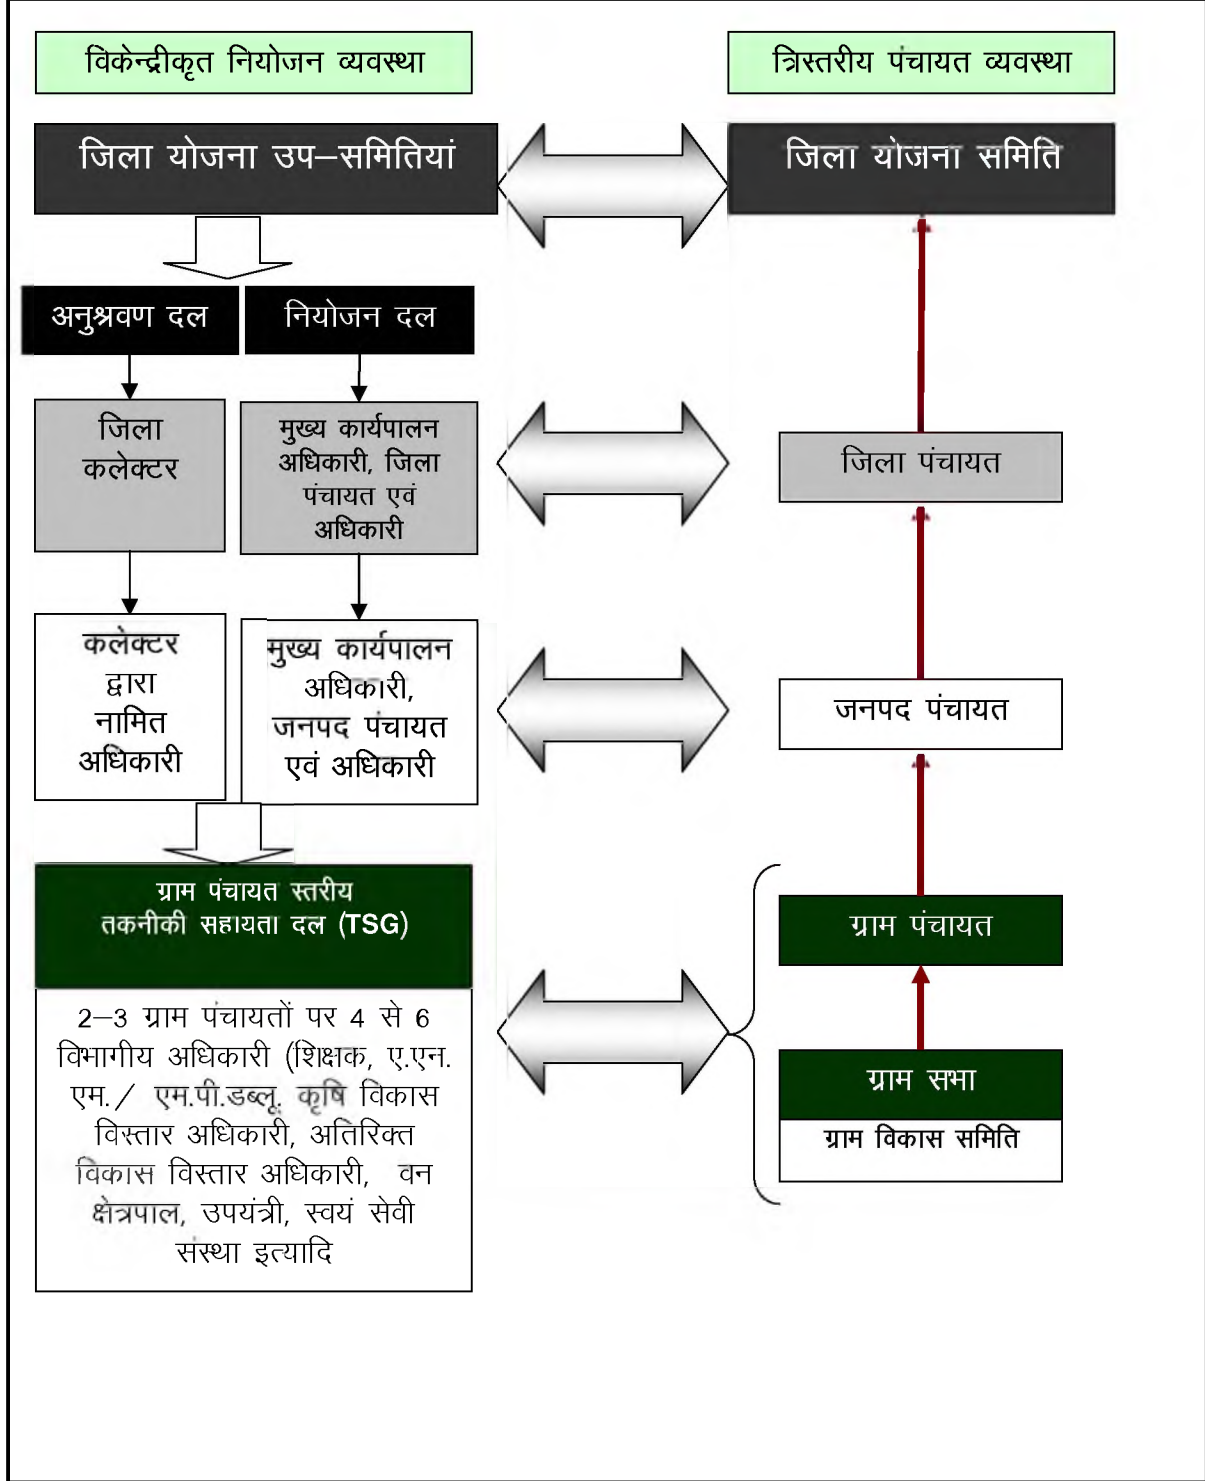 विकेन्द्रीकृत नियोजन व्यवस्था
त्रिस्तरीय पंचायत व्यवस्था
जिला योजना उप–समितियां
जिला योजना समिति
अनुश्रवण दल
नियोजन दल
जिला
कलेक्टर
मुख्य कार्यपालन
अधिकारी, जिला
पंचायत एवं
अधिकारी
जिला पंचायत
कलेक्टर
द्वारा
नामित
अधिकारी
मुख्य कार्यपालन
अधिकारी,
जनपद पंचायत
एवं अधिकारी
जनपद पंचायत
ग्राम पंचायत स्तरीय
तकनीकी सहायता दल (TSG)
2–3 ग्राम पंचायतों पर 4 से 6
विभागीय अधिकारी (शिक्षक, ए.एन.
एम./ एम.पी.डब्लू. कृषि विकास
विस्तार अधिकारी, अतिरिक्त
विकास विस्तार अधिकारी, वन
क्षेत्रपाल, उपयंत्री, स्वयं सेवी
संस्था इत्यादि
ग्राम पंचायत
ग्राम सभा
ग्राम विकास समिति